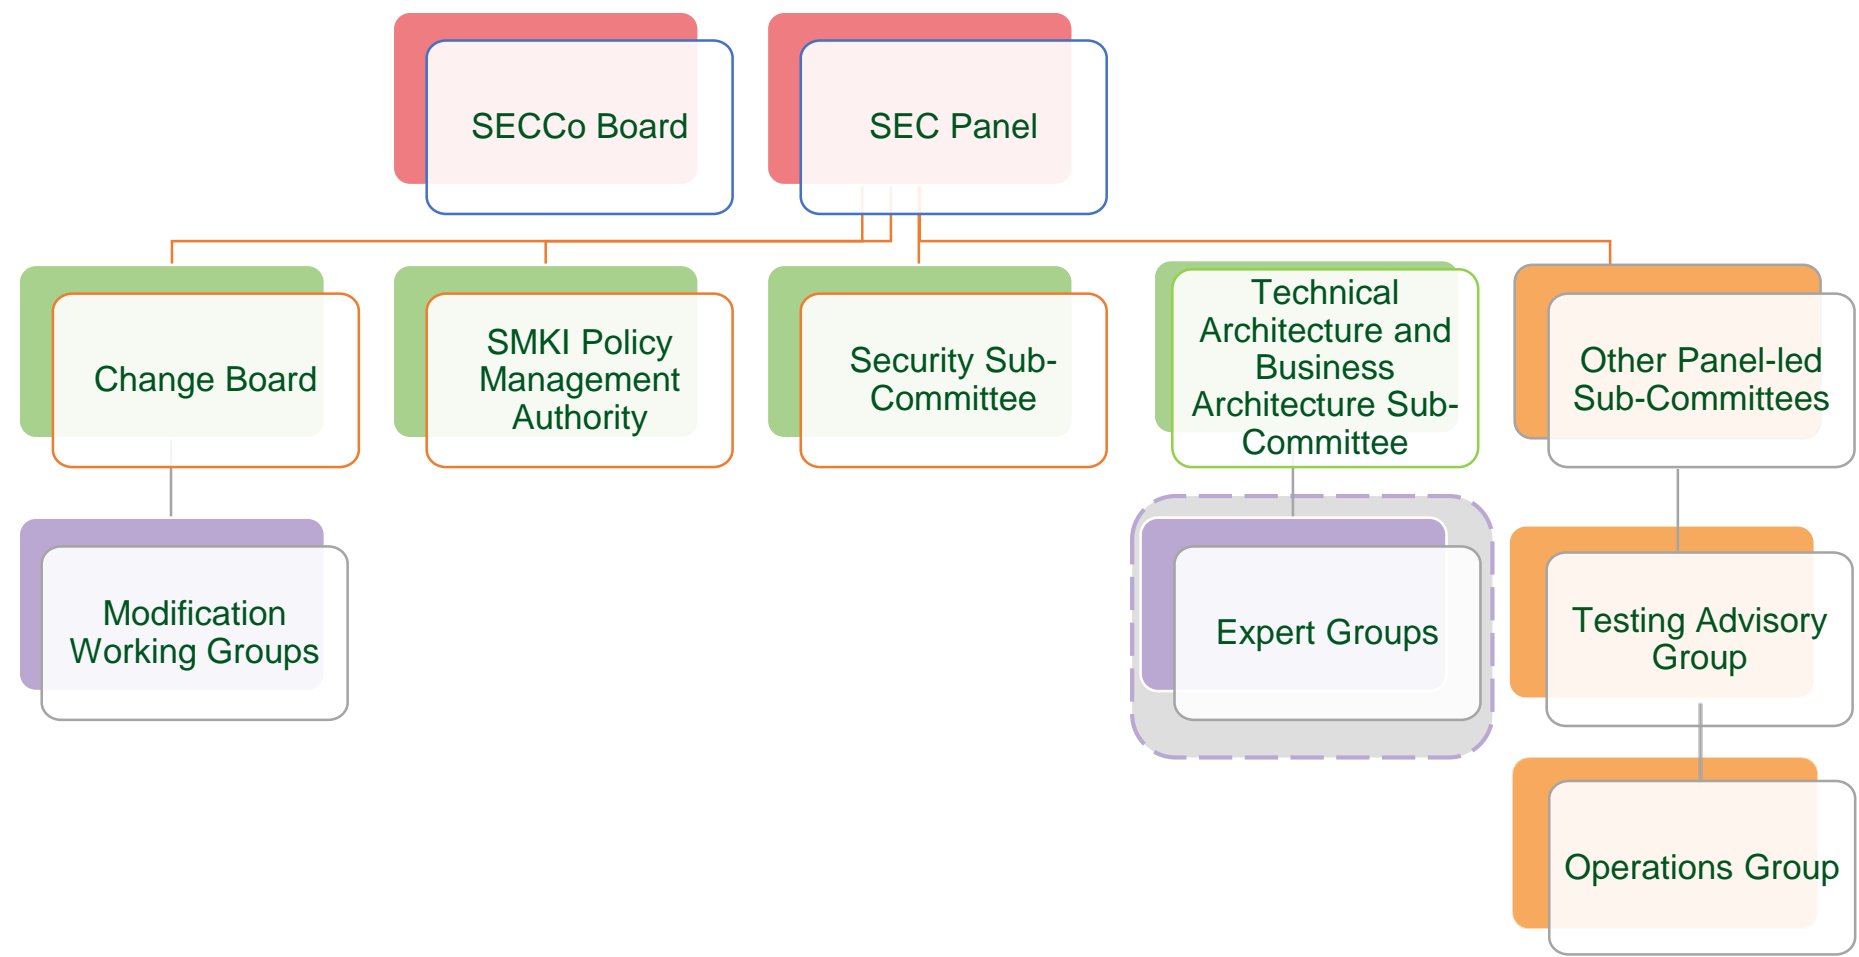 SECCo Board
SEC Panel
Change Board
SMKI Policy
Management
Authority
Security Sub-
Committee
Technical
Architecture and
Business
Architecture Sub-
Committee
Other Panel-led
Sub-Committees
Modification
Working Groups
Expert Groups
Testing Advisory
Group
Operations Group